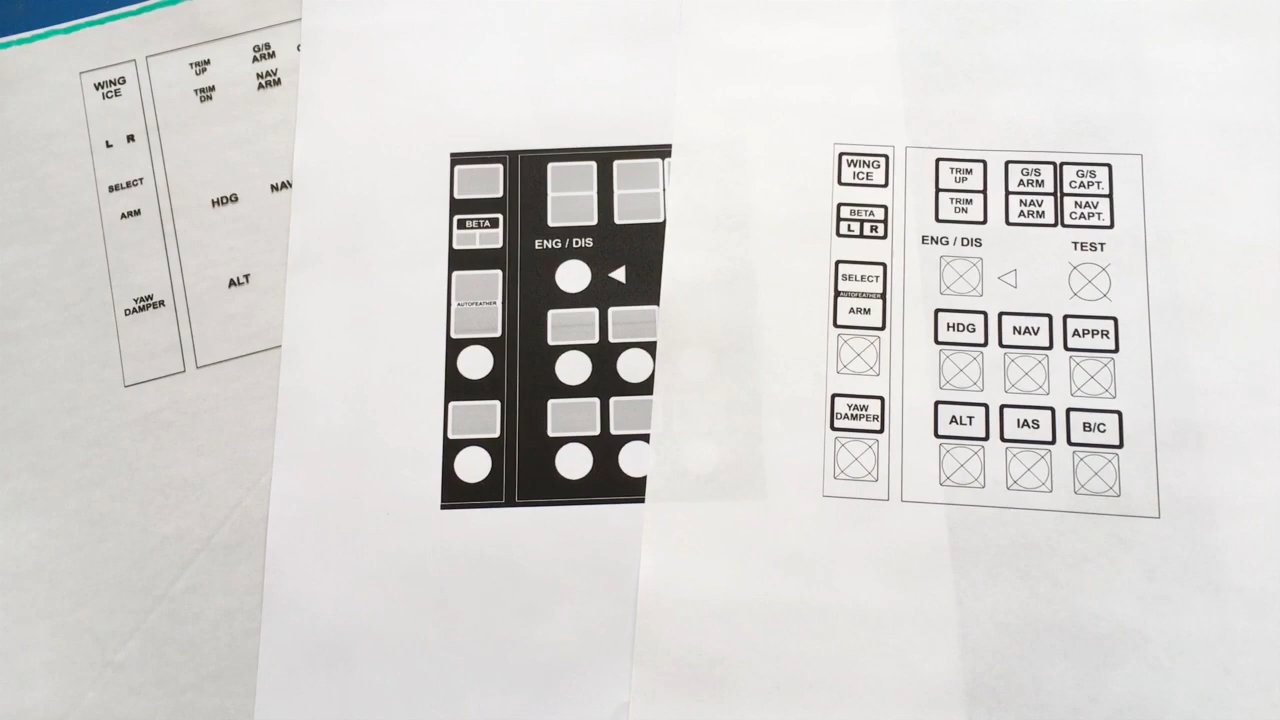 WING
ICE
L R
SELECT
ARM
YAW
DAMPER
TRIM
UP
TRIM
DN
G/S
ARM
NAV
ARM
HDG
NAV
ALT
BETA
AUTOFEATHER
ENG / DIS
WING
ICE
BETA
L R
SELECT
AUTOFEATHER
ARM
YAW
DAMPER
TRIM
UP
TRIM
DN
G/S
ARM
NAV
ARM
G/S
CAPT.
NAV
CAPT.
ENG / DIS
TEST
HDG
NAV
APPR
ALT
IAS
B/C